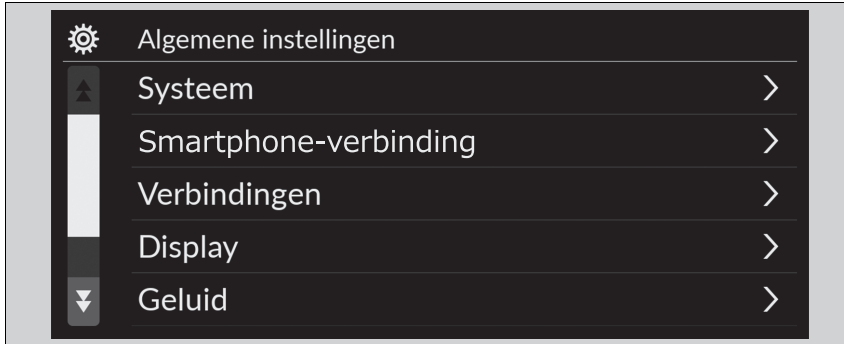 Algemene instellingen
Systeem
Smartphone-verbinding
Verbindingen
Display
Geluid